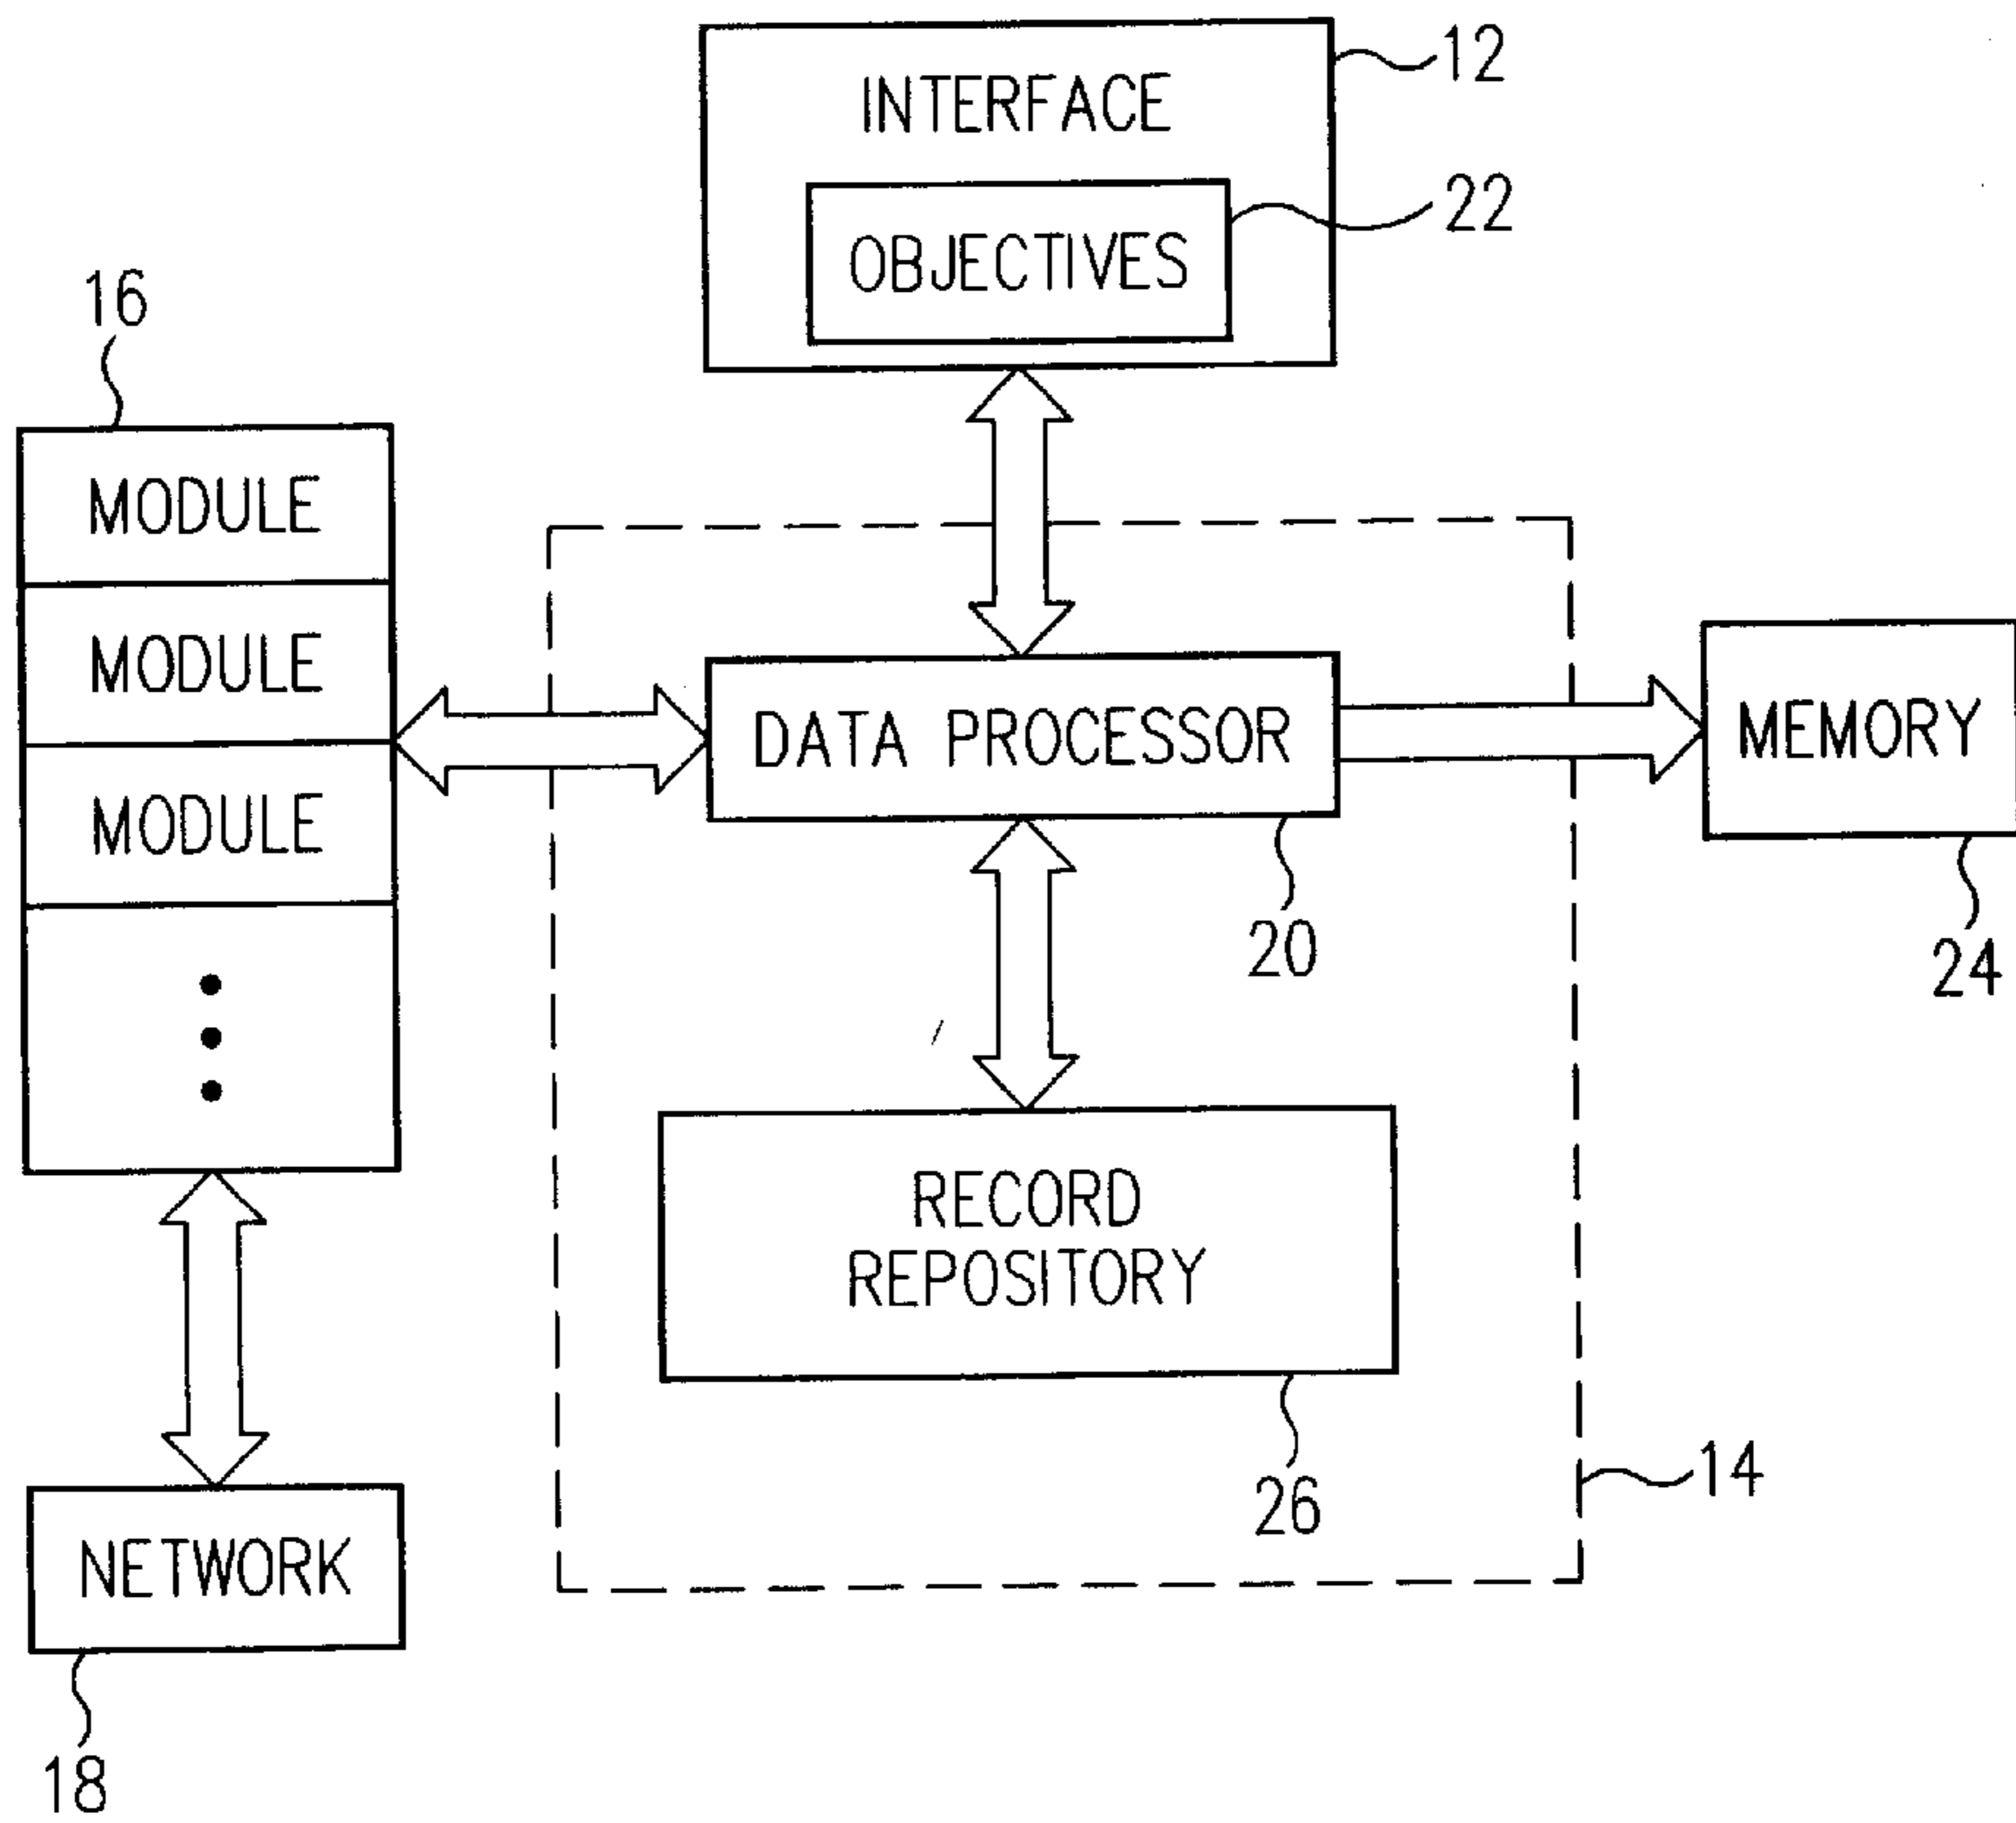 12
INTERFACE
22
OBJECTIVES
16
MODULE
MODULE
MODULE
DATA PROCESSOR
MEMORY
20
24
RECORD
REPOSITORY
14
26
NETWORK
18